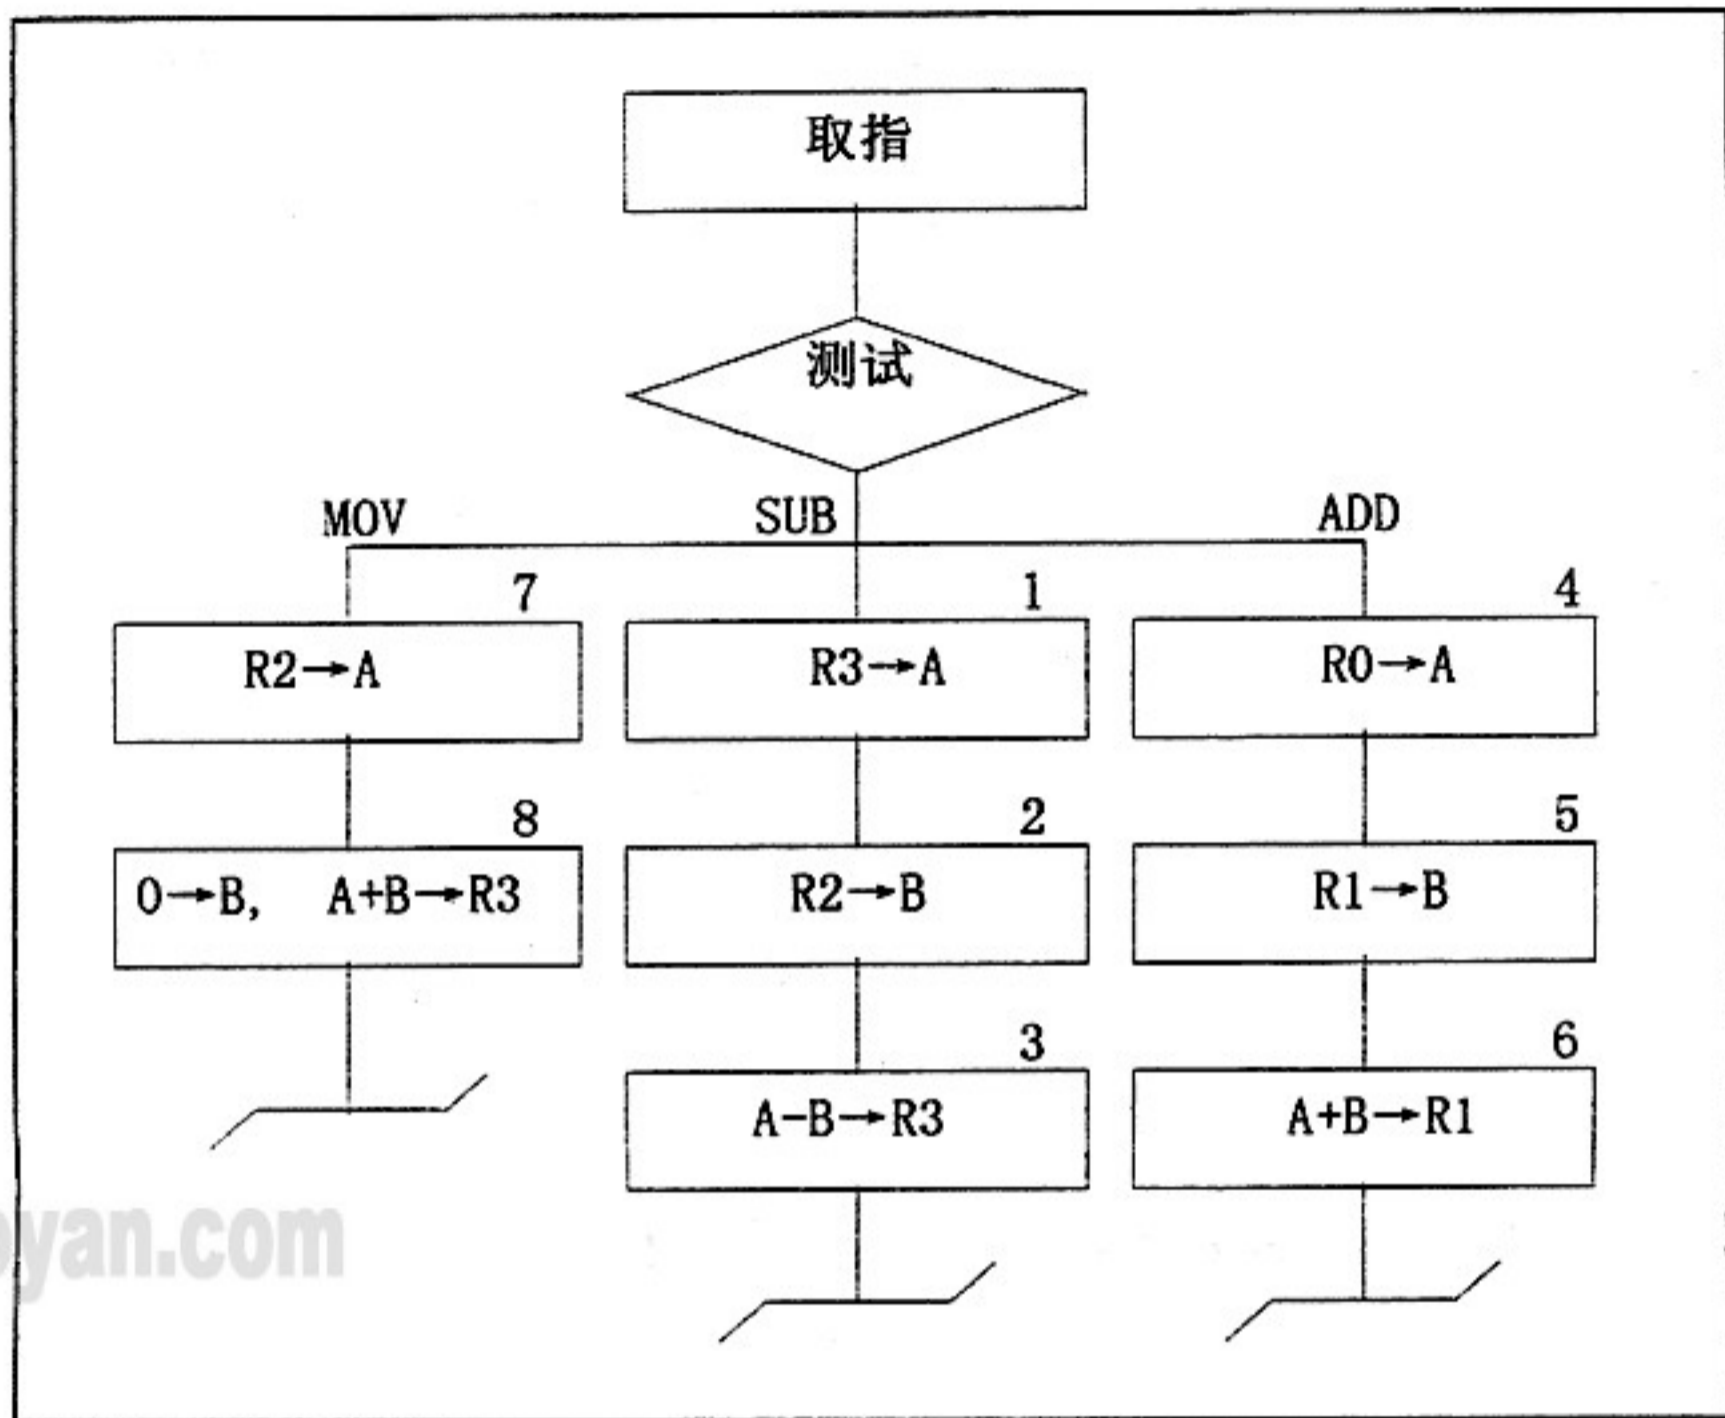 取指
测试
MOV SUB ADD
7 1 4
R2→A R3→A R0→A
8 2 5
0→B, A+B→R3 R2→B R1→B
3 6
A-B→R3 A+B→R1
oyan.com